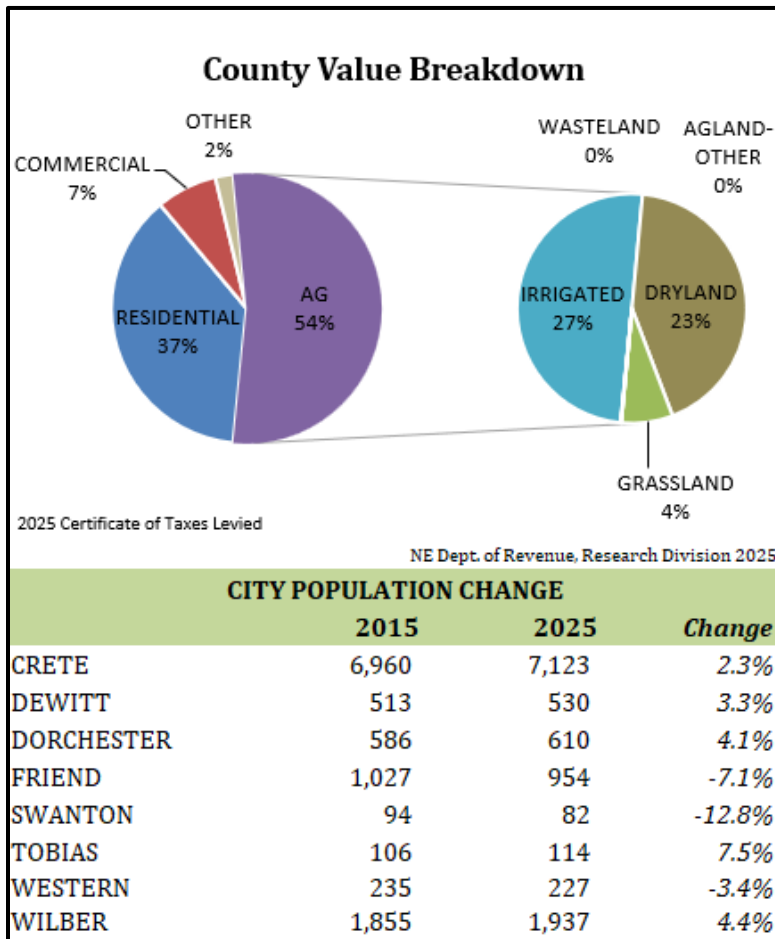 County Value Breakdown
OTHER
2%
COMMERCIAL
7%
RESIDENTIAL
37%
AG
54%
WASTELAND
0%
AGLAND-
OTHER
0%
IRRIGATED
27%
DRYLAND
23%
GRASSLAND
4%
2025 Certificate of Taxes Levied
NE Dept. of Revenue, Research Division 2025
CITY POPULATION CHANGE
2015 2025 Change
CRETE 6,960 7,123 2.3%
DEWITT 513 530 3.3%
DORCHESTER 586 610 4.1%
FRIEND 1,027 954 -7.1%
SWANTON 94 82 -12.8%
TOBIAS 106 114 7.5%
WESTERN 235 227 -3.4%
WILBER 1,855 1,937 4.4%